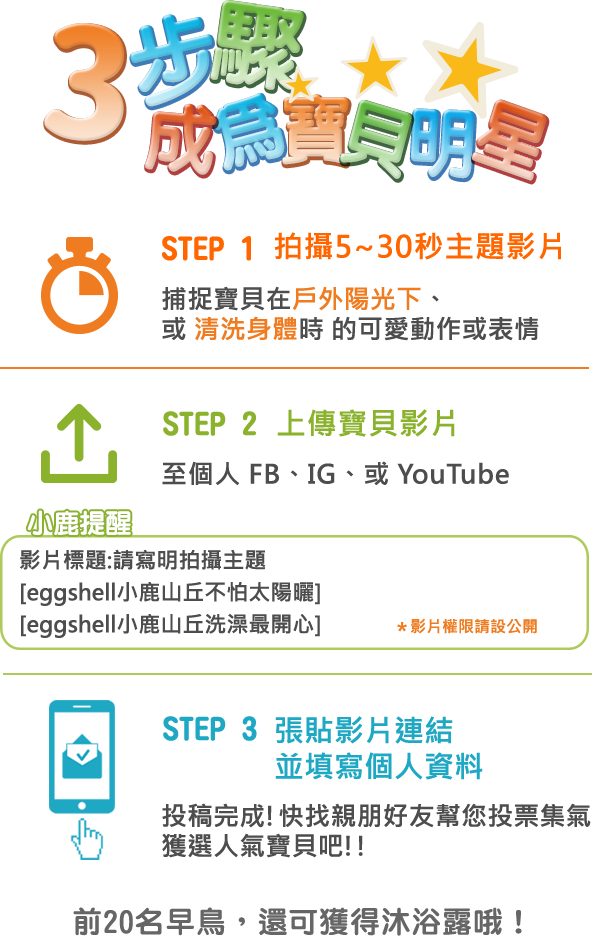 3步驟
成為寶貝明星
STEP 1 拍攝5~30秒主題影片
捕捉寶貝在戶外陽光下、
或 清洗身體時 的可愛動作或表情
STEP 2 上傳寶貝影片
至個人 FB、IG、或 YouTube
小鹿提醒
影片標題:請寫明拍攝主題
[eggshell小鹿山丘不怕太陽曬]
[eggshell小鹿山丘洗澡最開心]
*影片權限請設公開
STEP 3 張貼影片連結
並填寫個人資料
投稿完成!快找親朋好友幫您投票集氣
獲選人氣寶貝吧!!
前20名早鳥，還可獲得沐浴露哦！